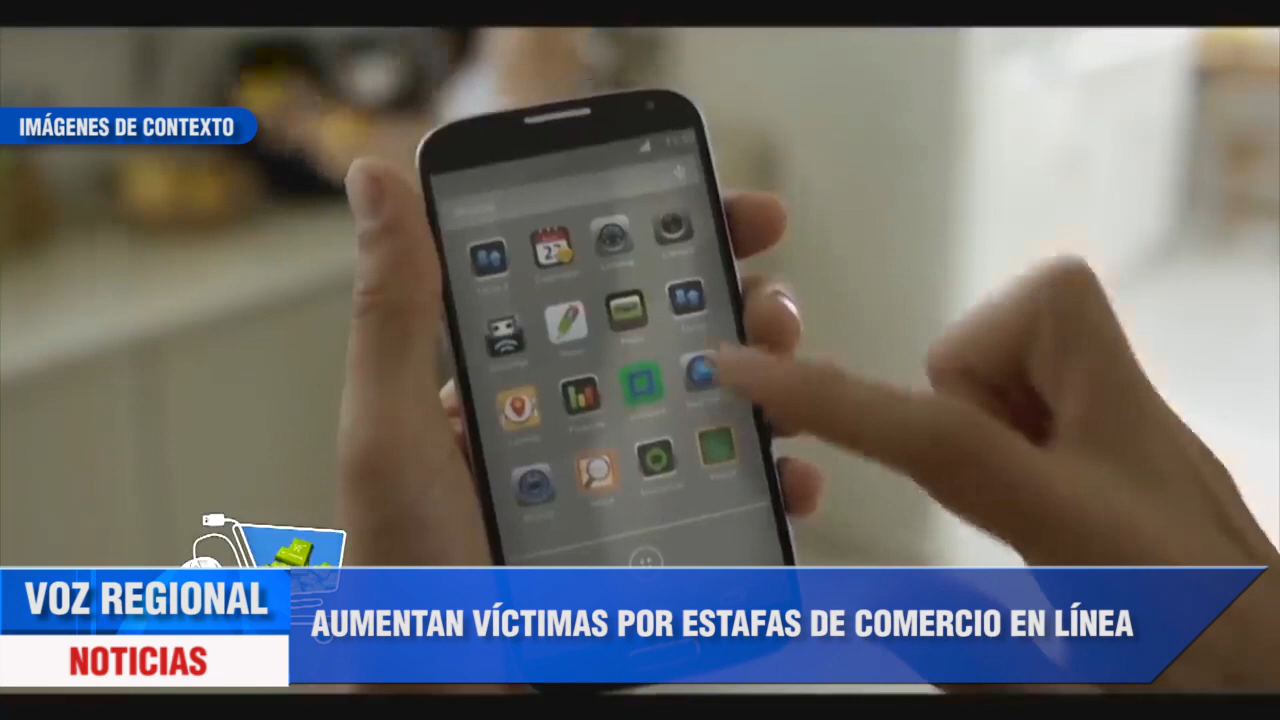 IMÁGENES DE CONTEXTO
VOZ REGIONAL
NOTICIAS
AUMENTAN VÍCTIMAS POR ESTAFAS DE COMERCIO EN LÍNEA